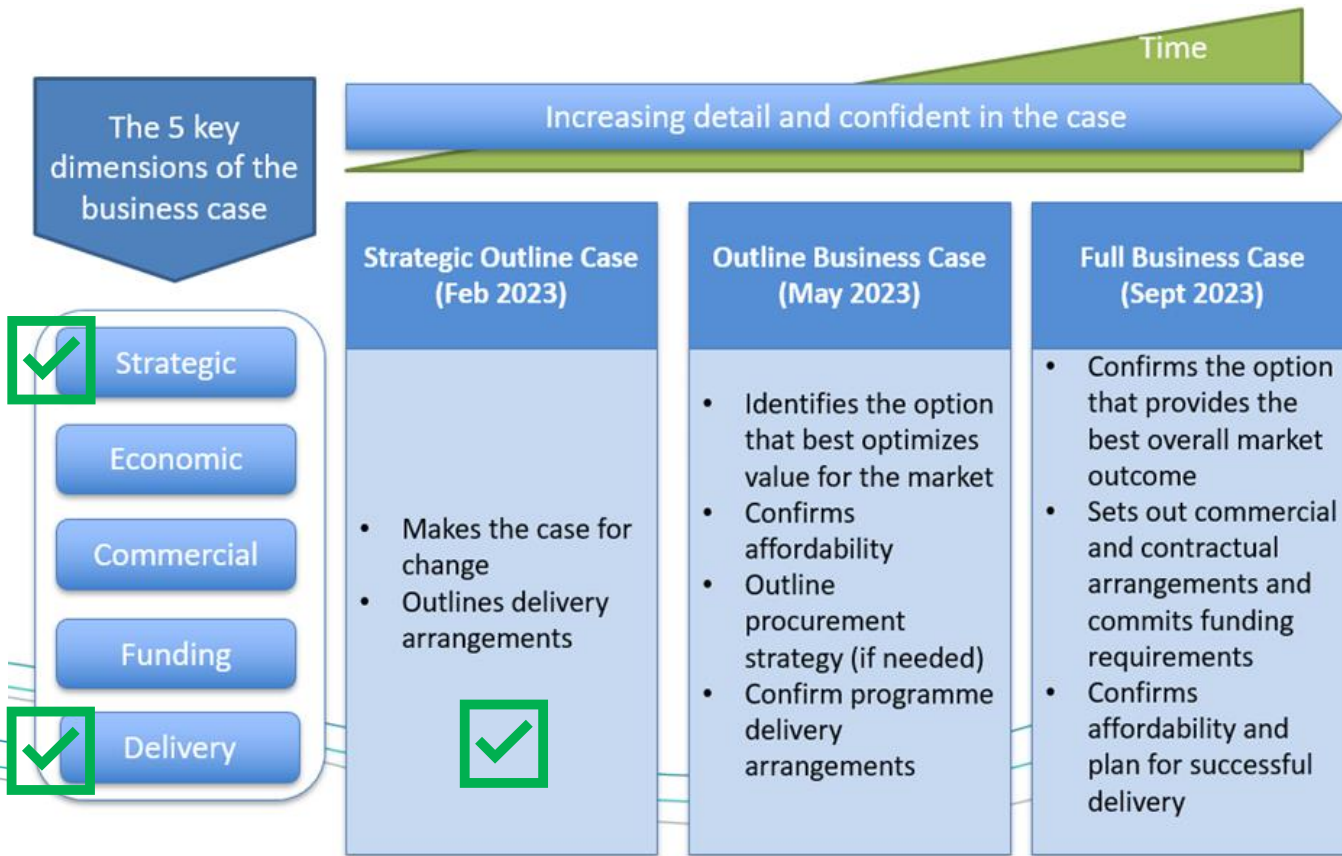 Time
Increasing detail and confident in the case
The 5 key
dimensions of the
business case
Strategic
Economic
Commercial
Funding
Delivery
Strategic Outline Case
(Feb 2023)
• Makes the case for
change
• Outlines delivery
arrangements
Outline Business Case
(May 2023)
• Identifies the option
that best optimizes
value for the market
• Confirms
affordability
• Outline
procurement
strategy (if needed)
• Confirm programme
delivery
arrangements
Full Business Case
(Sept 2023)
• Confirms the option
that provides the
best overall market
outcome
• Sets out commercial
and contractual
arrangements and
commits funding
requirements
• Confirms
affordability and
plan for successful
delivery